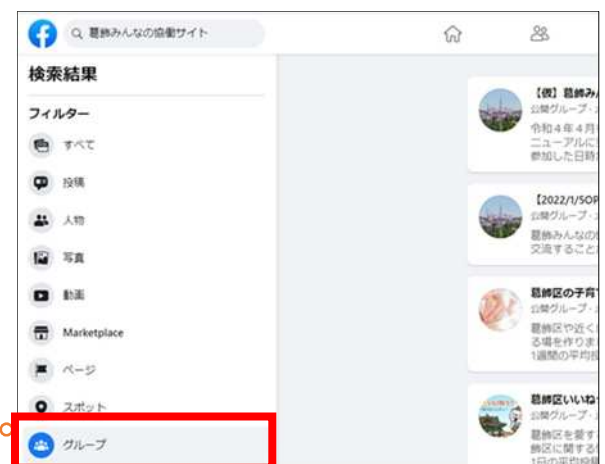 葛飾みんなの協働サイト
検索結果
フィルター
すべて
投稿
人物
写真
動画
Marketplace
ページ
スポット
グループ
【仮】葛飾み
公開グループ・
令和4年4月
ニューアルに
参加した日時
【2022/1/5OP
公開グループ・
葛飾みんなの
交流すること
葛飾区の子育
公開グループ・
葛飾区や近く
る場を作りま
1週間の平均投
葛飾区いいね
公開グループ・
葛飾区を愛す
飾区に関する
1日の平均投稿